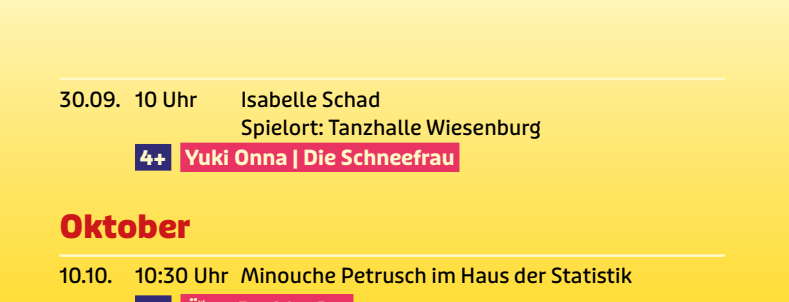 30.09. 10 Uhr Isabelle Schad
Spielort: Tanzhalle Wiesenburg
4+ Yuki Onna | Die Schneefrau
Oktober
10.10. 10:30 Uhr Minouche Petrusch im Haus der Statistik